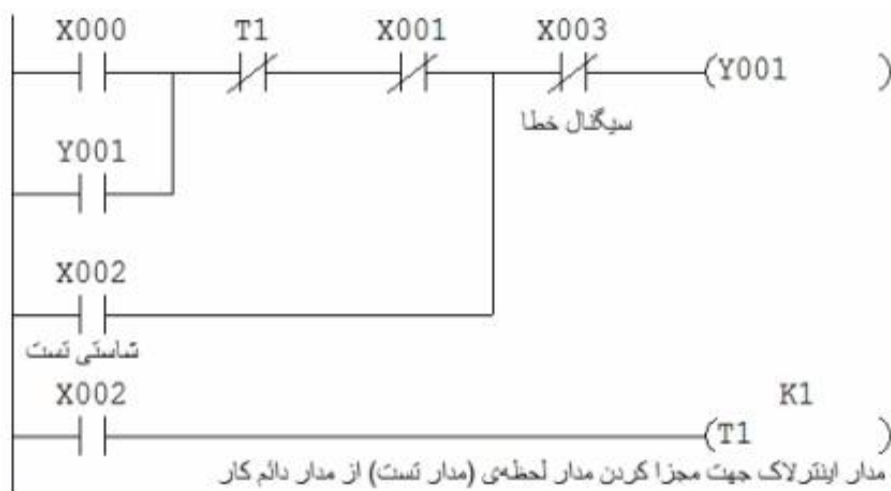 X000 T1 X001 X003
(Y001 )
سیگنال خطا
Y001
X002
شاستی تست
X002 K1
(T1 )
مدار اینترلاک جهت مجزا کردن مدار لحظه‌ی (مدار تست) از مدار دائم کار